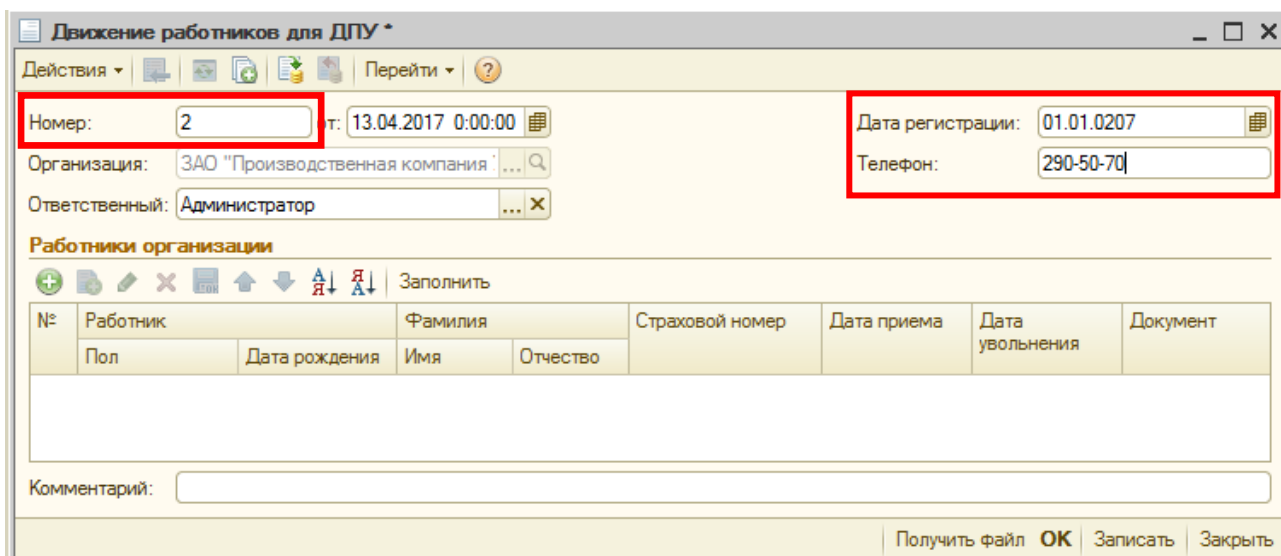 Движение работников для ДПУ *
Действия Перейти
Номер: 2 от: 13.04.2017 0:00:00 Дата регистрации: 01.01.0207
Организация: ЗАО "Производственная компания ... Телефон: 290-50-70
Ответственный: Администратор ...
Работники организации
Заполнить
№ Работник Фамилия Страховой номер Дата приема Дата увольнения Документ
Пол Дата рождения Имя Отчество
Комментарий:
Получить файл OK Записать Закрыть